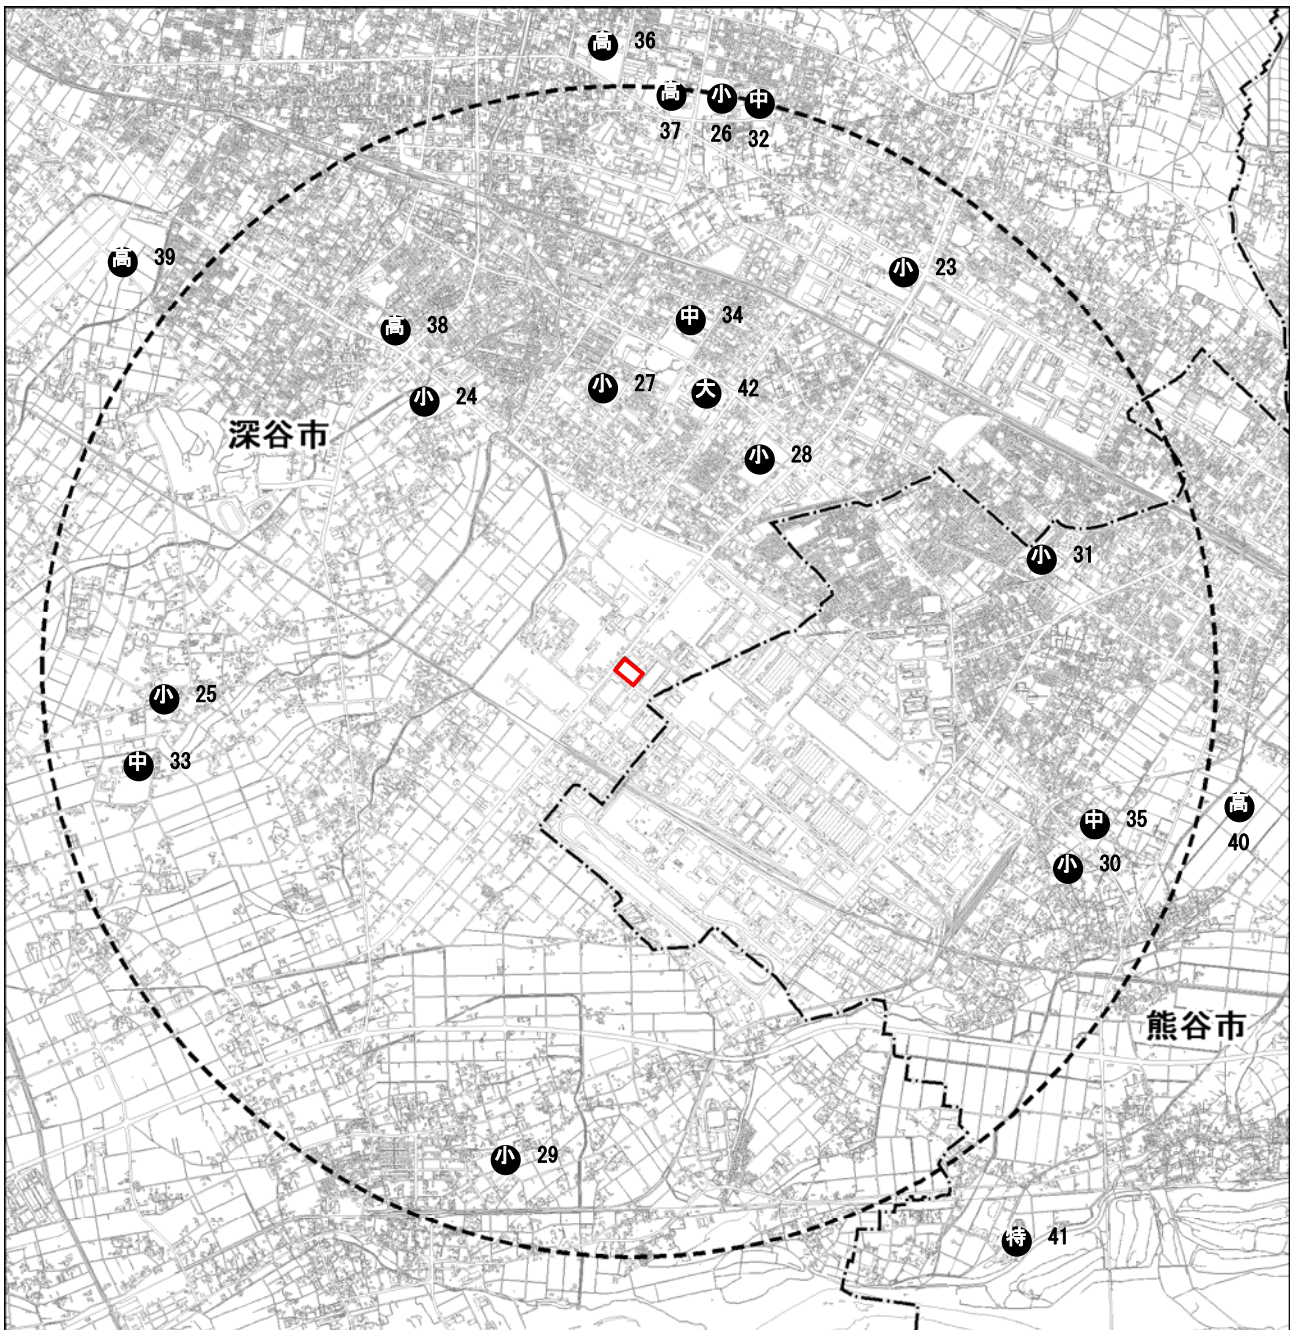 高 36
高 小 中
37 26 32
高 39
小 23
中 34
高 38
小 27
大 42
小 24
深谷市
小 28
小 31
小 25
中 33
高
40
中 35
小 30
熊谷市
小 29
特 41